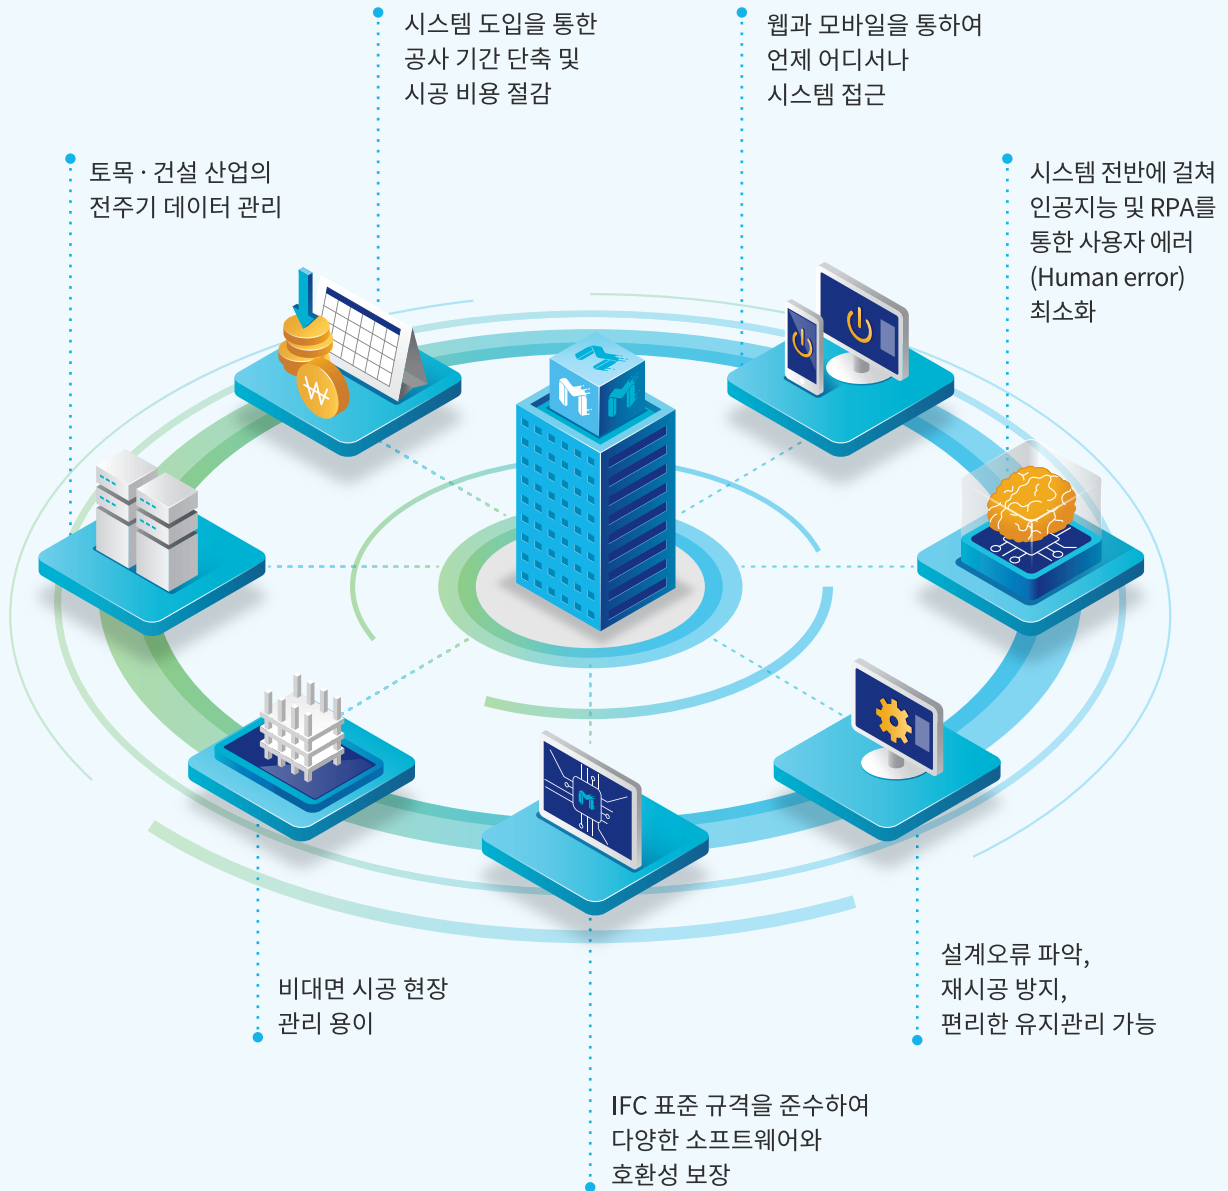 시스템 도입을 통한
공사 기간 단축 및
시공 비용 절감
웹과 모바일을 통하여
언제 어디서나
시스템 접근
토목 · 건설 산업의
전주기 데이터 관리
시스템 전반에 걸쳐
인공지능 및 RPA를
통한 사용자 에러
(Human error)
최소화
비대면 시공 현장
관리 용이
설계오류 파악,
재시공 방지,
편리한 유지관리 가능
IFC 표준 규격을 준수하여
다양한 소프트웨어와
호환성 보장